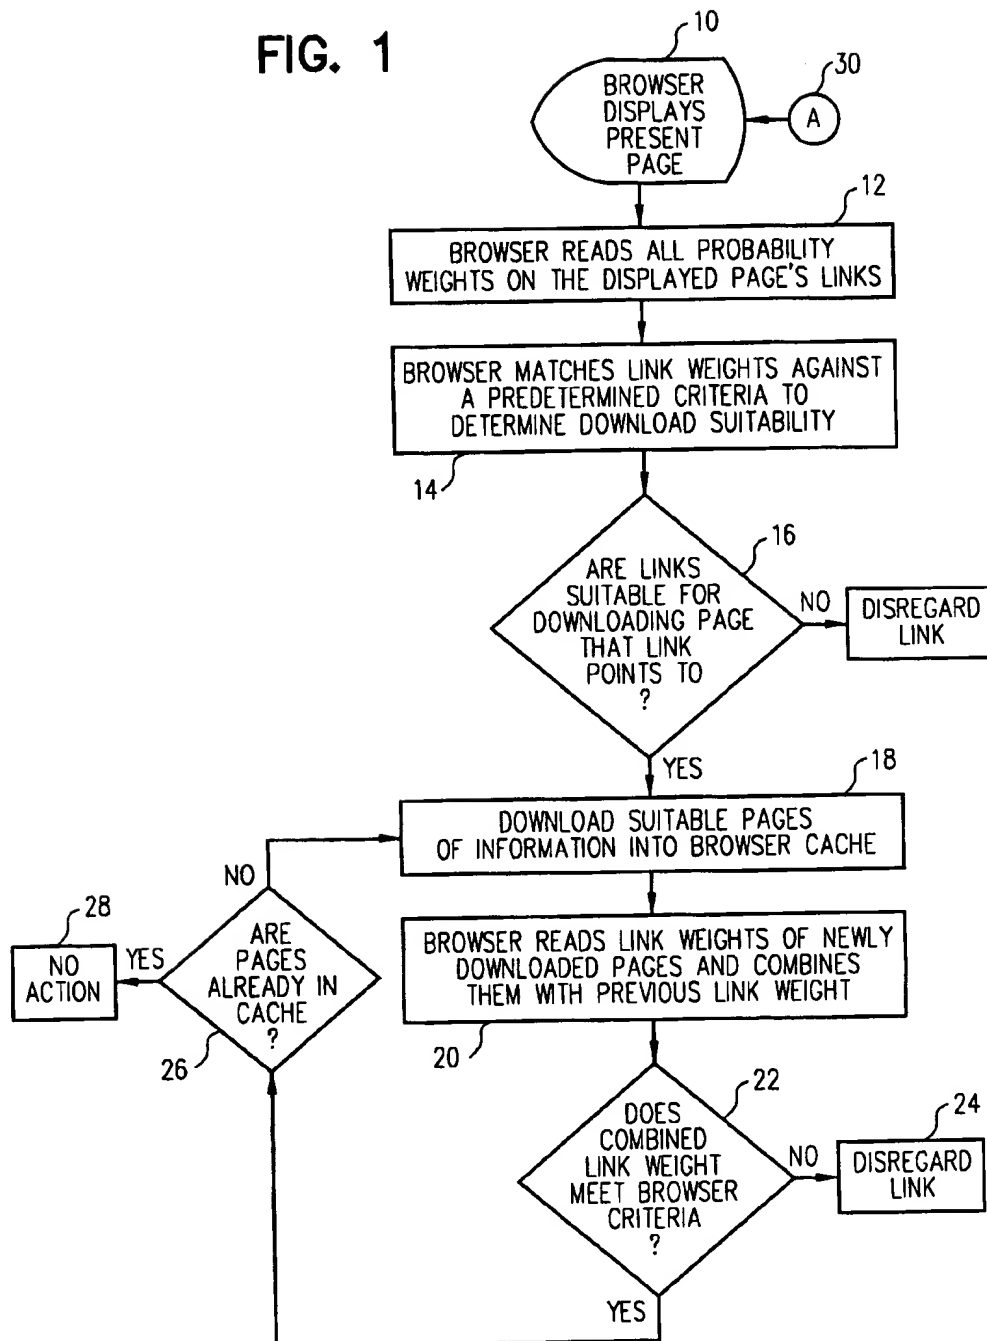 FIG. 1
10
BROWSER
DISPLAYS
PRESENT
PAGE
30
A
12
BROWSER READS ALL PROBABILITY
WEIGHTS ON THE DISPLAYED PAGE'S LINKS
BROWSER MATCHES LINK WEIGHTS AGAINST
A PREDETERMINED CRITERIA TO
DETERMINE DOWNLOAD SUITABILITY
14
16
ARE LINKS
SUITABLE FOR
DOWNLOADING PAGE
THAT LINK
POINTS TO
?
NO
DISREGARD
LINK
YES
18
DOWNLOAD SUITABLE PAGES
OF INFORMATION INTO BROWSER CACHE
NO
28
NO
ACTION
YES
ARE
PAGES
ALREADY IN
CACHE
?
26
BROWSER READS LINK WEIGHTS OF NEWLY
DOWNLOADED PAGES AND COMBINES
THEM WITH PREVIOUS LINK WEIGHT
20
22
DOES
COMBINED
LINK WEIGHT
MEET BROWSER
CRITERIA
?
NO
24
DISREGARD
LINK
YES